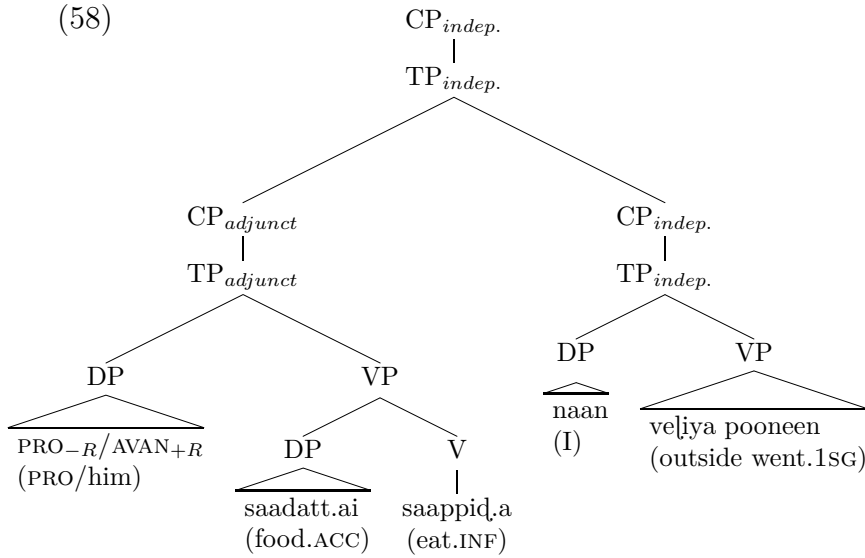 (58)
CP_indep.
TP_indep.
CP_adjunct CP_indep.
TP_adjunct TP_indep.
DP VP DP VP
PRO_−R/AVAN_+R DP V naan veḷiya pooneen
(PRO/him) (I) (outside went.1SG)
saadatt.ai saappiḍ.a
(food.ACC) (eat.INF)